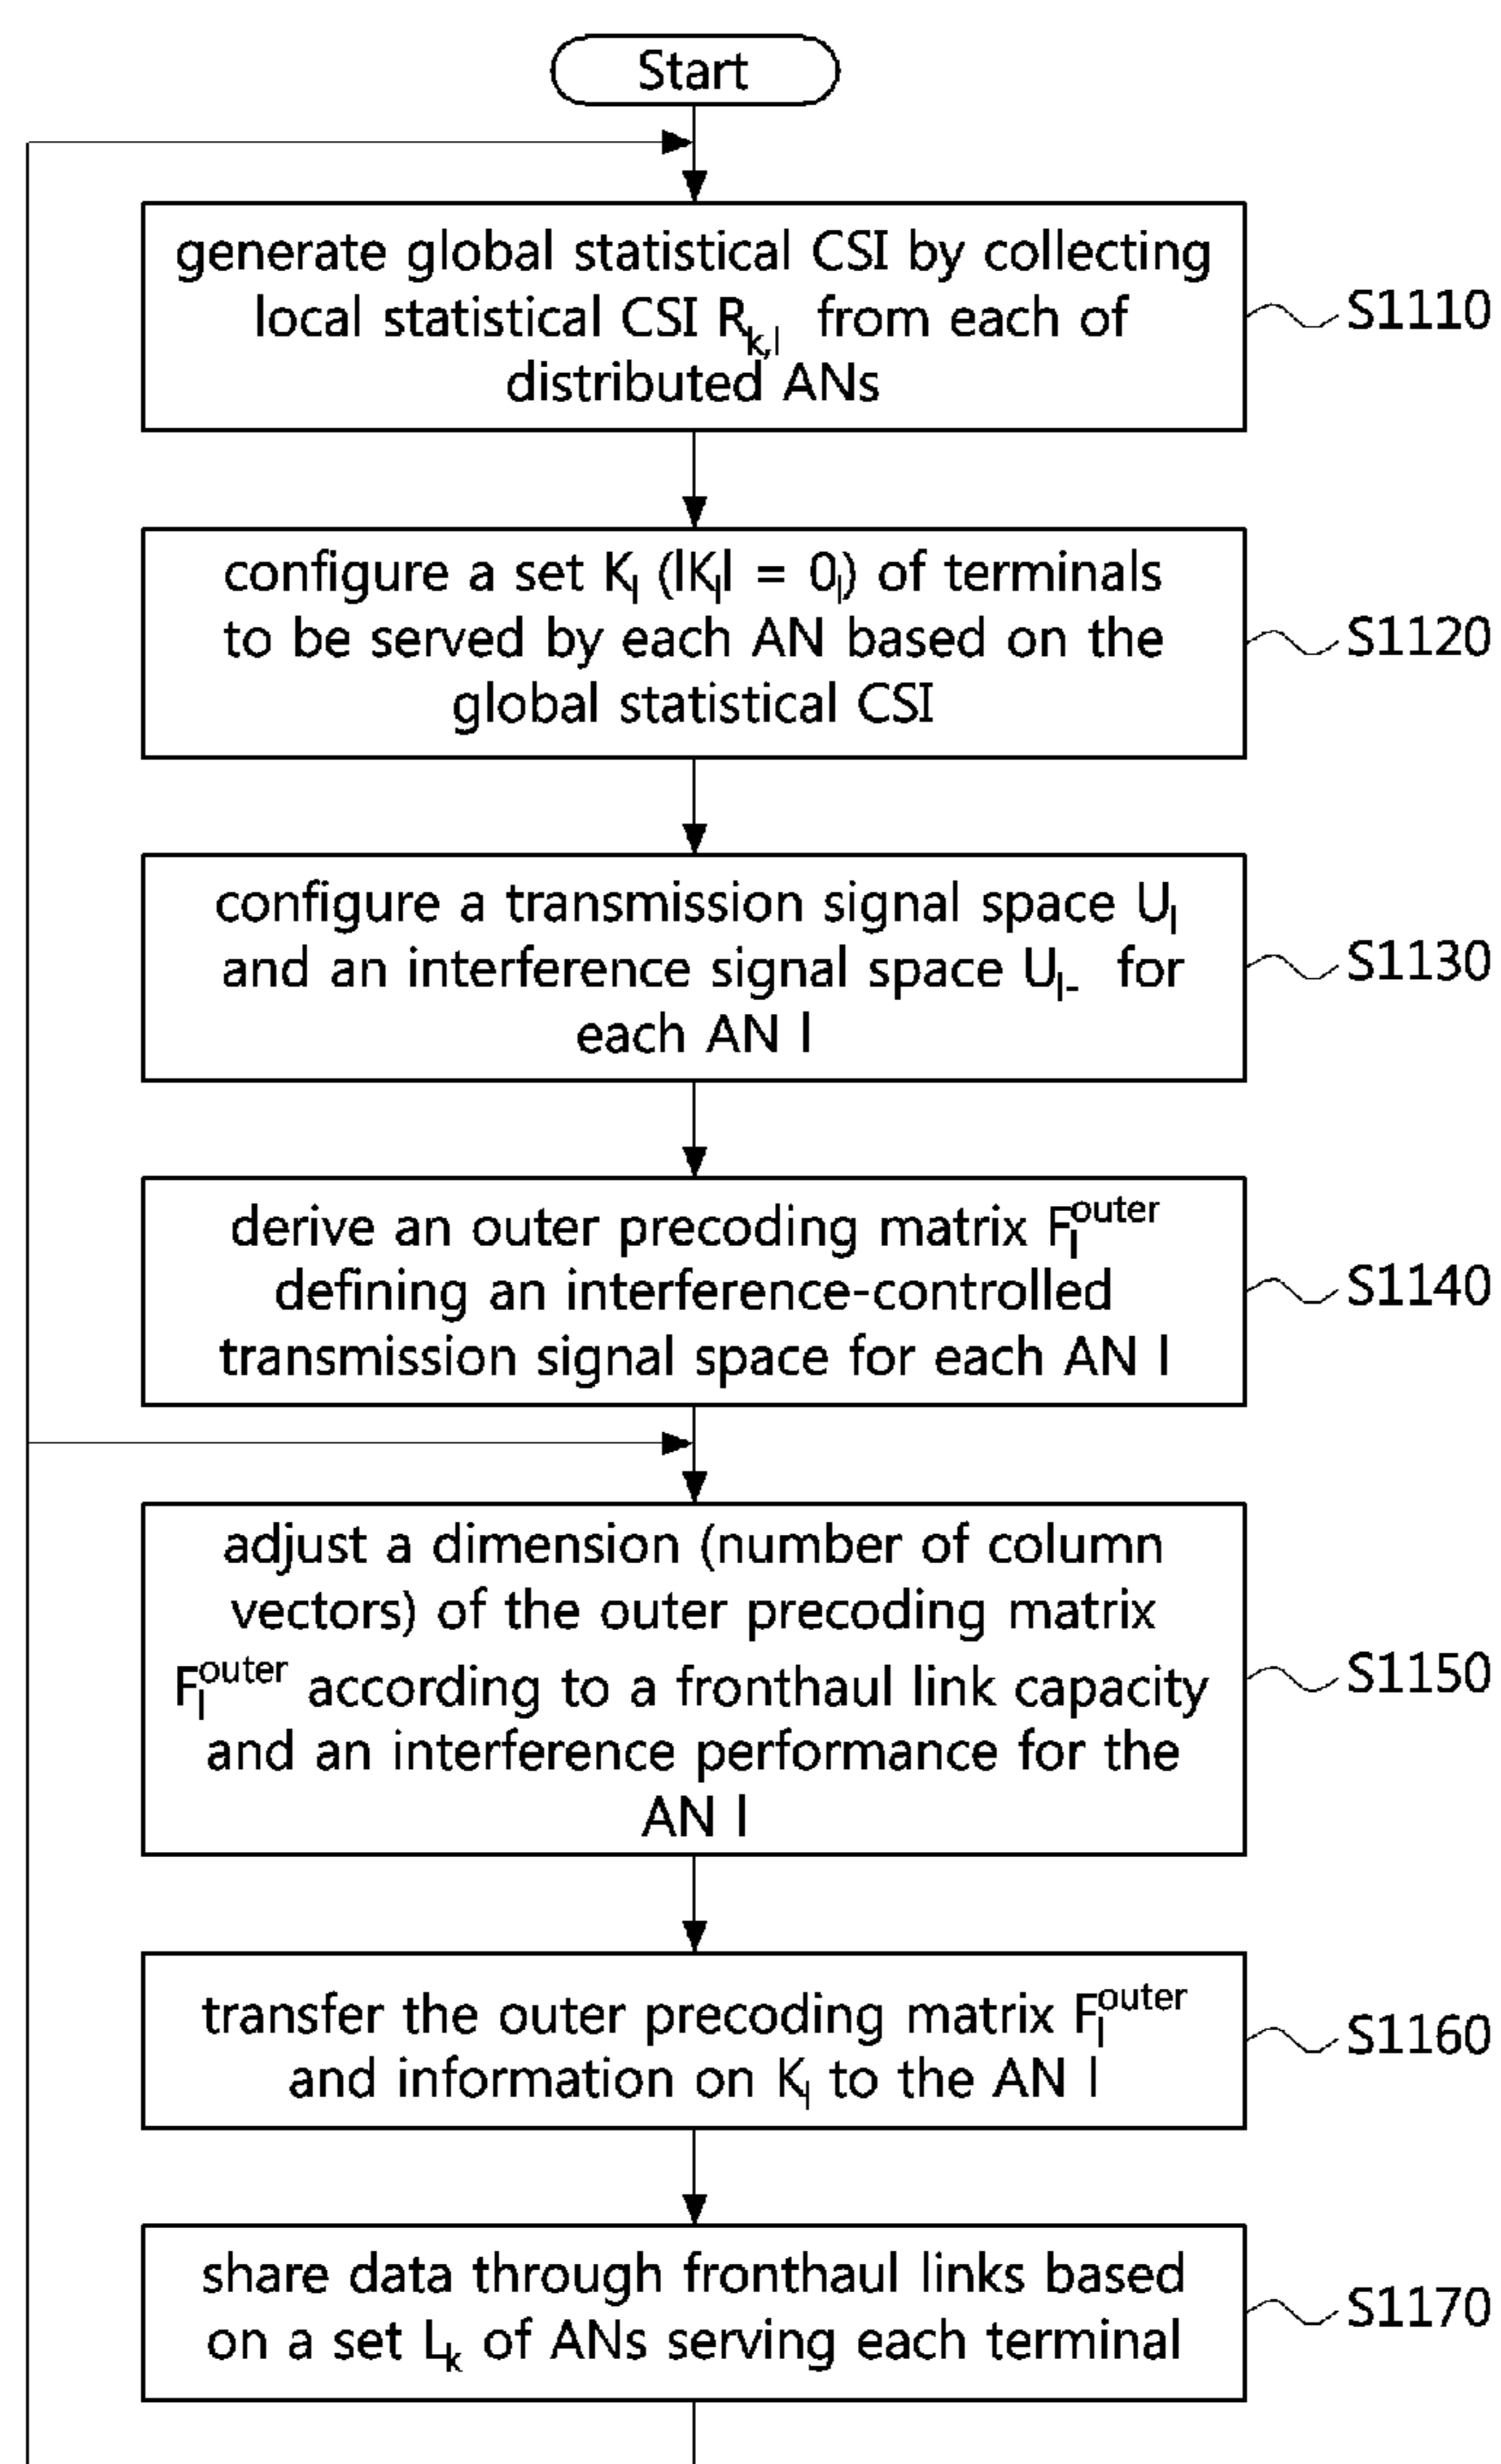 Start
generate global statistical CSI by collecting
local statistical CSI R_k,l from each of
distributed ANs
S1110
configure a set K_l (|K_l| = 0_l) of terminals
to be served by each AN based on the
global statistical CSI
S1120
configure a transmission signal space U_l
and an interference signal space U_l- for
each AN l
S1130
derive an outer precoding matrix F_l^outer
defining an interference-controlled
transmission signal space for each AN l
S1140
adjust a dimension (number of column
vectors) of the outer precoding matrix
F_l^outer according to a fronthaul link capacity
and an interference performance for the
AN l
S1150
transfer the outer precoding matrix F_l^outer
and information on K_l to the AN l
S1160
share data through fronthaul links based
on a set L_k of ANs serving each terminal
S1170